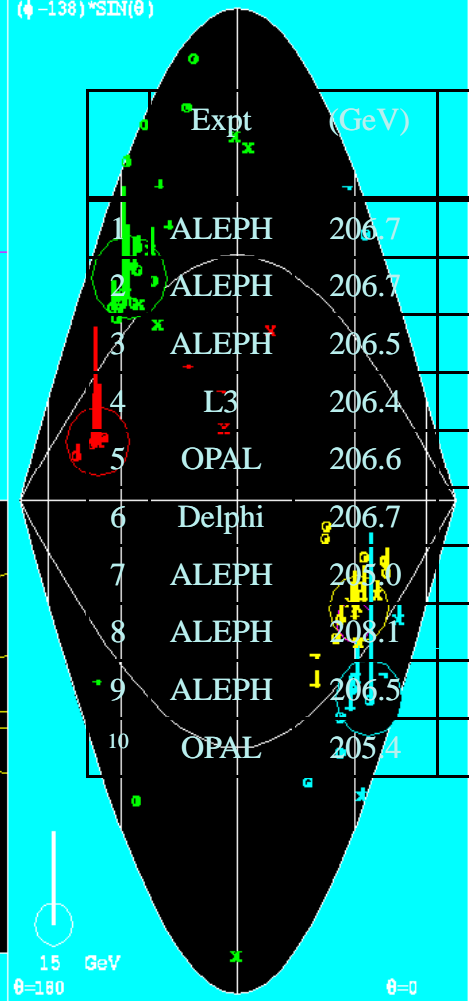 (ϕ-138)*SIN(θ)
Expt (GeV)
1 ALEPH 206.7
2 ALEPH 206.7
3 ALEPH 206.5
4 L3 206.4
5 OPAL 206.6
6 Delphi 206.7
7 ALEPH 205.0
8 ALEPH 208.1
9 ALEPH 206.5
10 OPAL 205.4
15 GeV
θ=180 θ=0